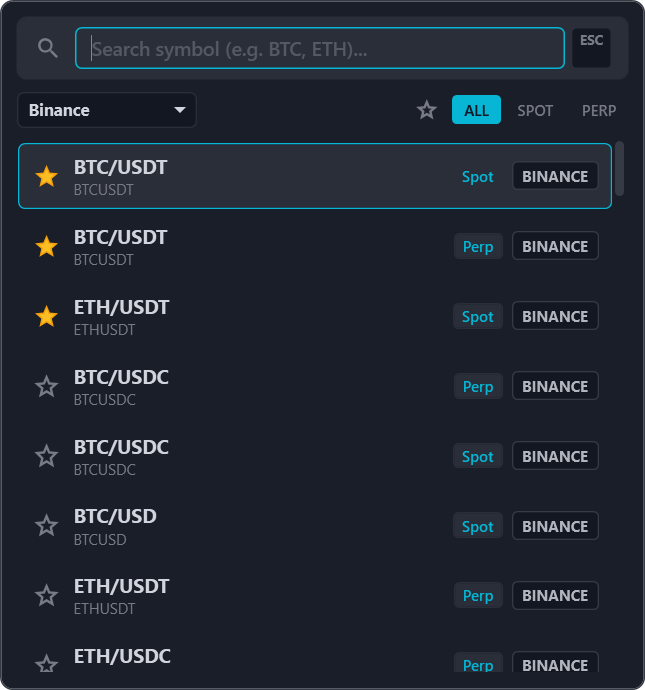 Search symbol (e.g. BTC, ETH)...
ESC
Binance
ALL SPOT PERP
BTC/USDT
BTCUSDT
Spot BINANCE
BTC/USDT
BTCUSDT
Perp BINANCE
ETH/USDT
ETHUSDT
Spot BINANCE
BTC/USDC
BTCUSDC
Perp BINANCE
BTC/USDC
BTCUSDC
Spot BINANCE
BTC/USD
BTCUSD
Spot BINANCE
ETH/USDT
ETHUSDT
Perp BINANCE
ETH/USDC
Perp BINANCE